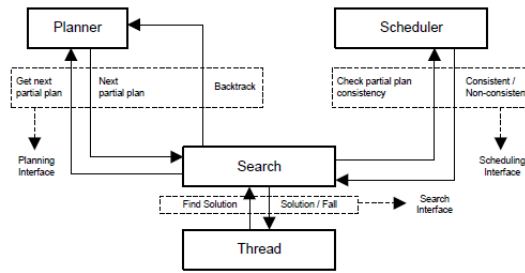 Planner
Scheduler
Get next
partial plan
Next
partial plan
Backtrack
Check partial plan
consistency
Consistent /
Non-consistent
Planning
Interface
Search
Scheduling
Interface
Find Solution
Solution / Fail
Search
Interface
Thread